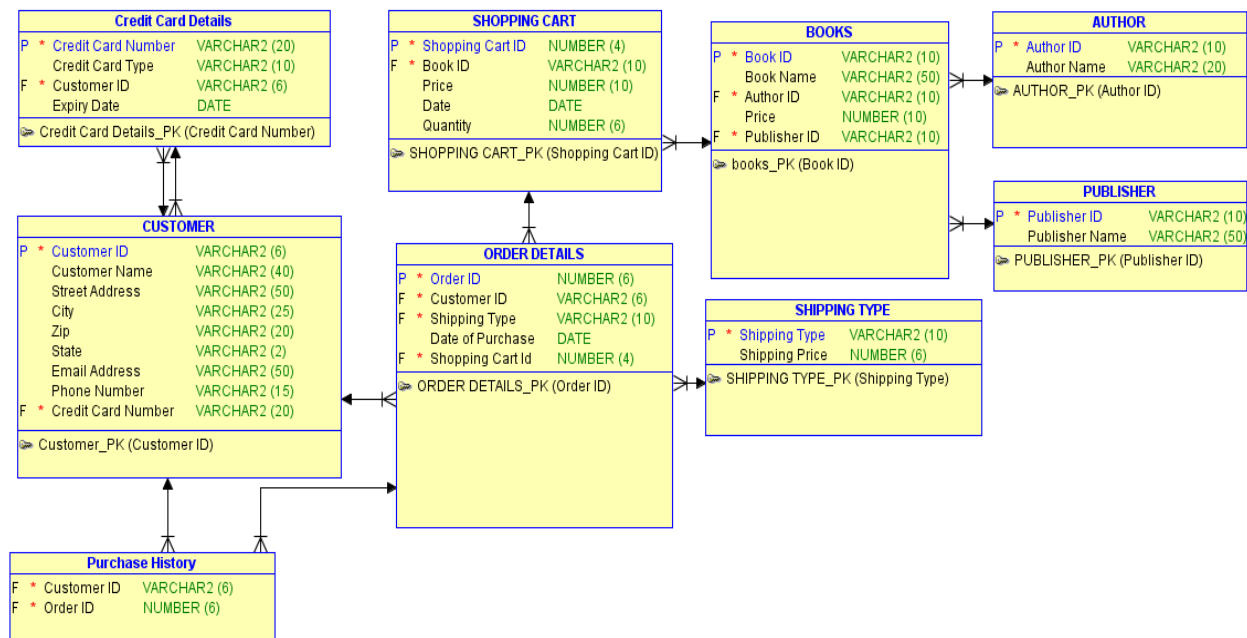 Credit Card Details
P * Credit Card Number VARCHAR2 (20)
Credit Card Type VARCHAR2 (10)
F * Customer ID VARCHAR2 (6)
Expiry Date DATE
Credit Card Details_PK (Credit Card Number)
SHOPPING CART
P * Shopping Cart ID NUMBER (4)
F * Book ID VARCHAR2 (10)
Price NUMBER (10)
Date DATE
Quantity NUMBER (6)
SHOPPING CART_PK (Shopping Cart ID)
BOOKS
P * Book ID VARCHAR2 (10)
Book Name VARCHAR2 (50)
F * Author ID VARCHAR2 (10)
Price NUMBER (10)
F * Publisher ID VARCHAR2 (10)
books_PK (Book ID)
AUTHOR
P * Author ID VARCHAR2 (10)
Author Name VARCHAR2 (20)
AUTHOR_PK (Author ID)
PUBLISHER
P * Publisher ID VARCHAR2 (10)
Publisher Name VARCHAR2 (50)
PUBLISHER_PK (Publisher ID)
CUSTOMER
P * Customer ID VARCHAR2 (6)
Customer Name VARCHAR2 (40)
Street Address VARCHAR2 (50)
City VARCHAR2 (25)
Zip VARCHAR2 (20)
State VARCHAR2 (2)
Email Address VARCHAR2 (50)
Phone Number VARCHAR2 (15)
F * Credit Card Number VARCHAR2 (20)
Customer_PK (Customer ID)
ORDER DETAILS
P * Order ID NUMBER (6)
F * Customer ID VARCHAR2 (6)
F * Shipping Type VARCHAR2 (10)
Date of Purchase DATE
F * Shopping Cart Id NUMBER (4)
ORDER DETAILS_PK (Order ID)
SHIPPING TYPE
P * Shipping Type VARCHAR2 (10)
Shipping Price NUMBER (6)
SHIPPING TYPE_PK (Shipping Type)
Purchase History
F * Customer ID VARCHAR2 (6)
F * Order ID NUMBER (6)